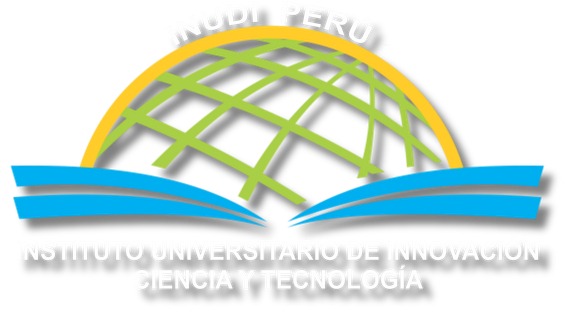 INUDI PERÚ
INSTITUTO UNIVERSITARIO DE INNOVACIÓN
CIENCIA Y TECNOLOGÍA